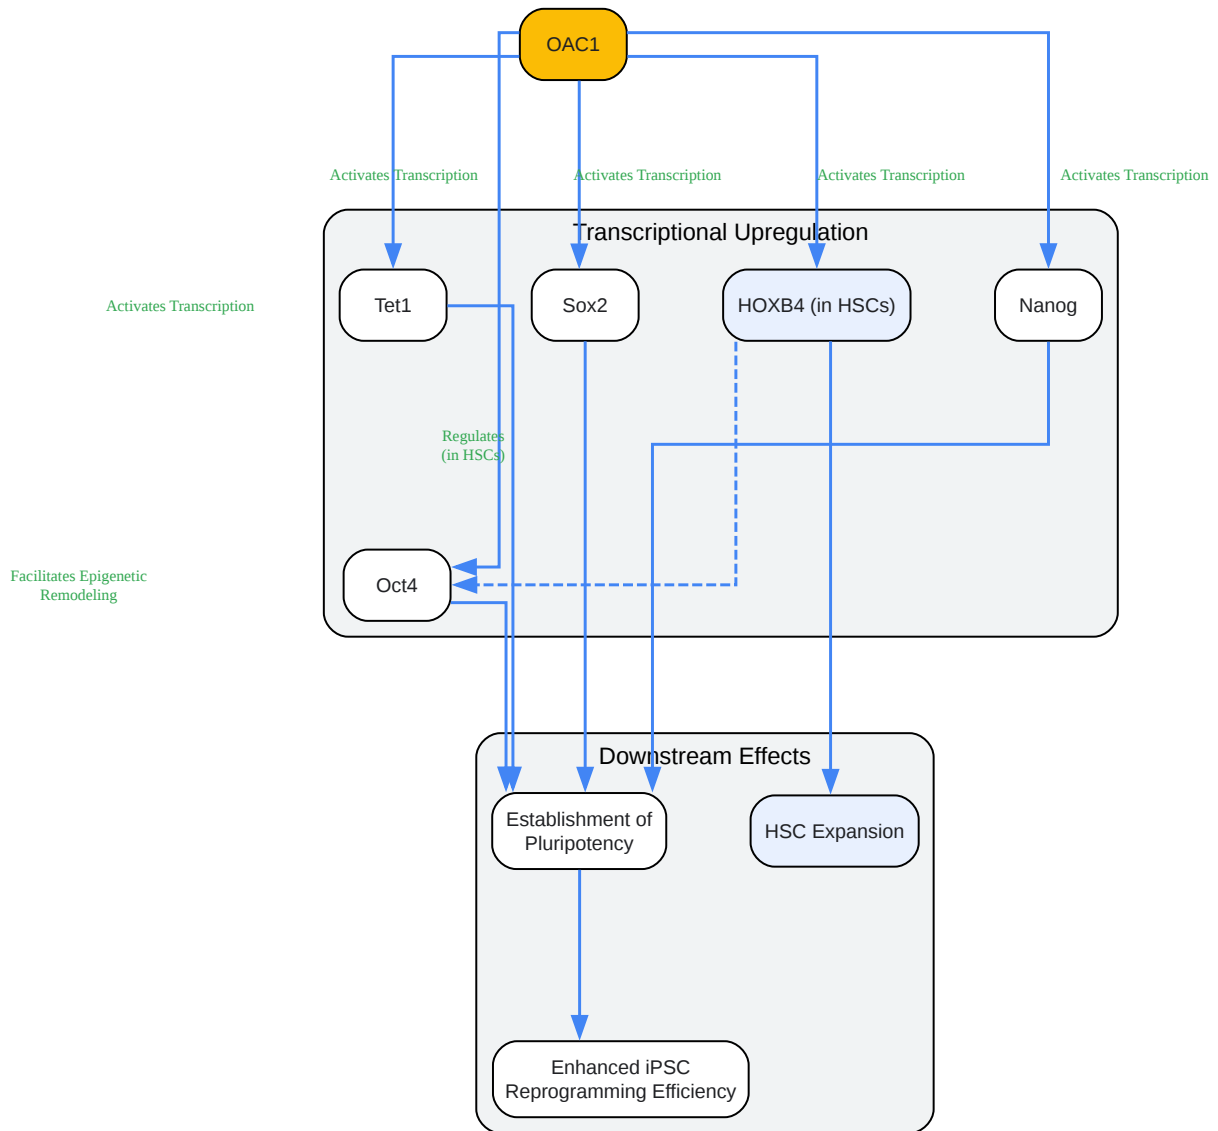 OAC1
Activates Transcription
Activates Transcription
Activates Transcription
Activates Transcription
Transcriptional Upregulation
Activates Transcription
Tet1
Sox2
HOXB4 (in HSCs)
Nanog
Regulates
(in HSCs)
Facilitates Epigenetic
Remodeling
Oct4
Downstream Effects
Establishment of
Pluripotency
HSC Expansion
Enhanced iPSC
Reprogramming Efficiency